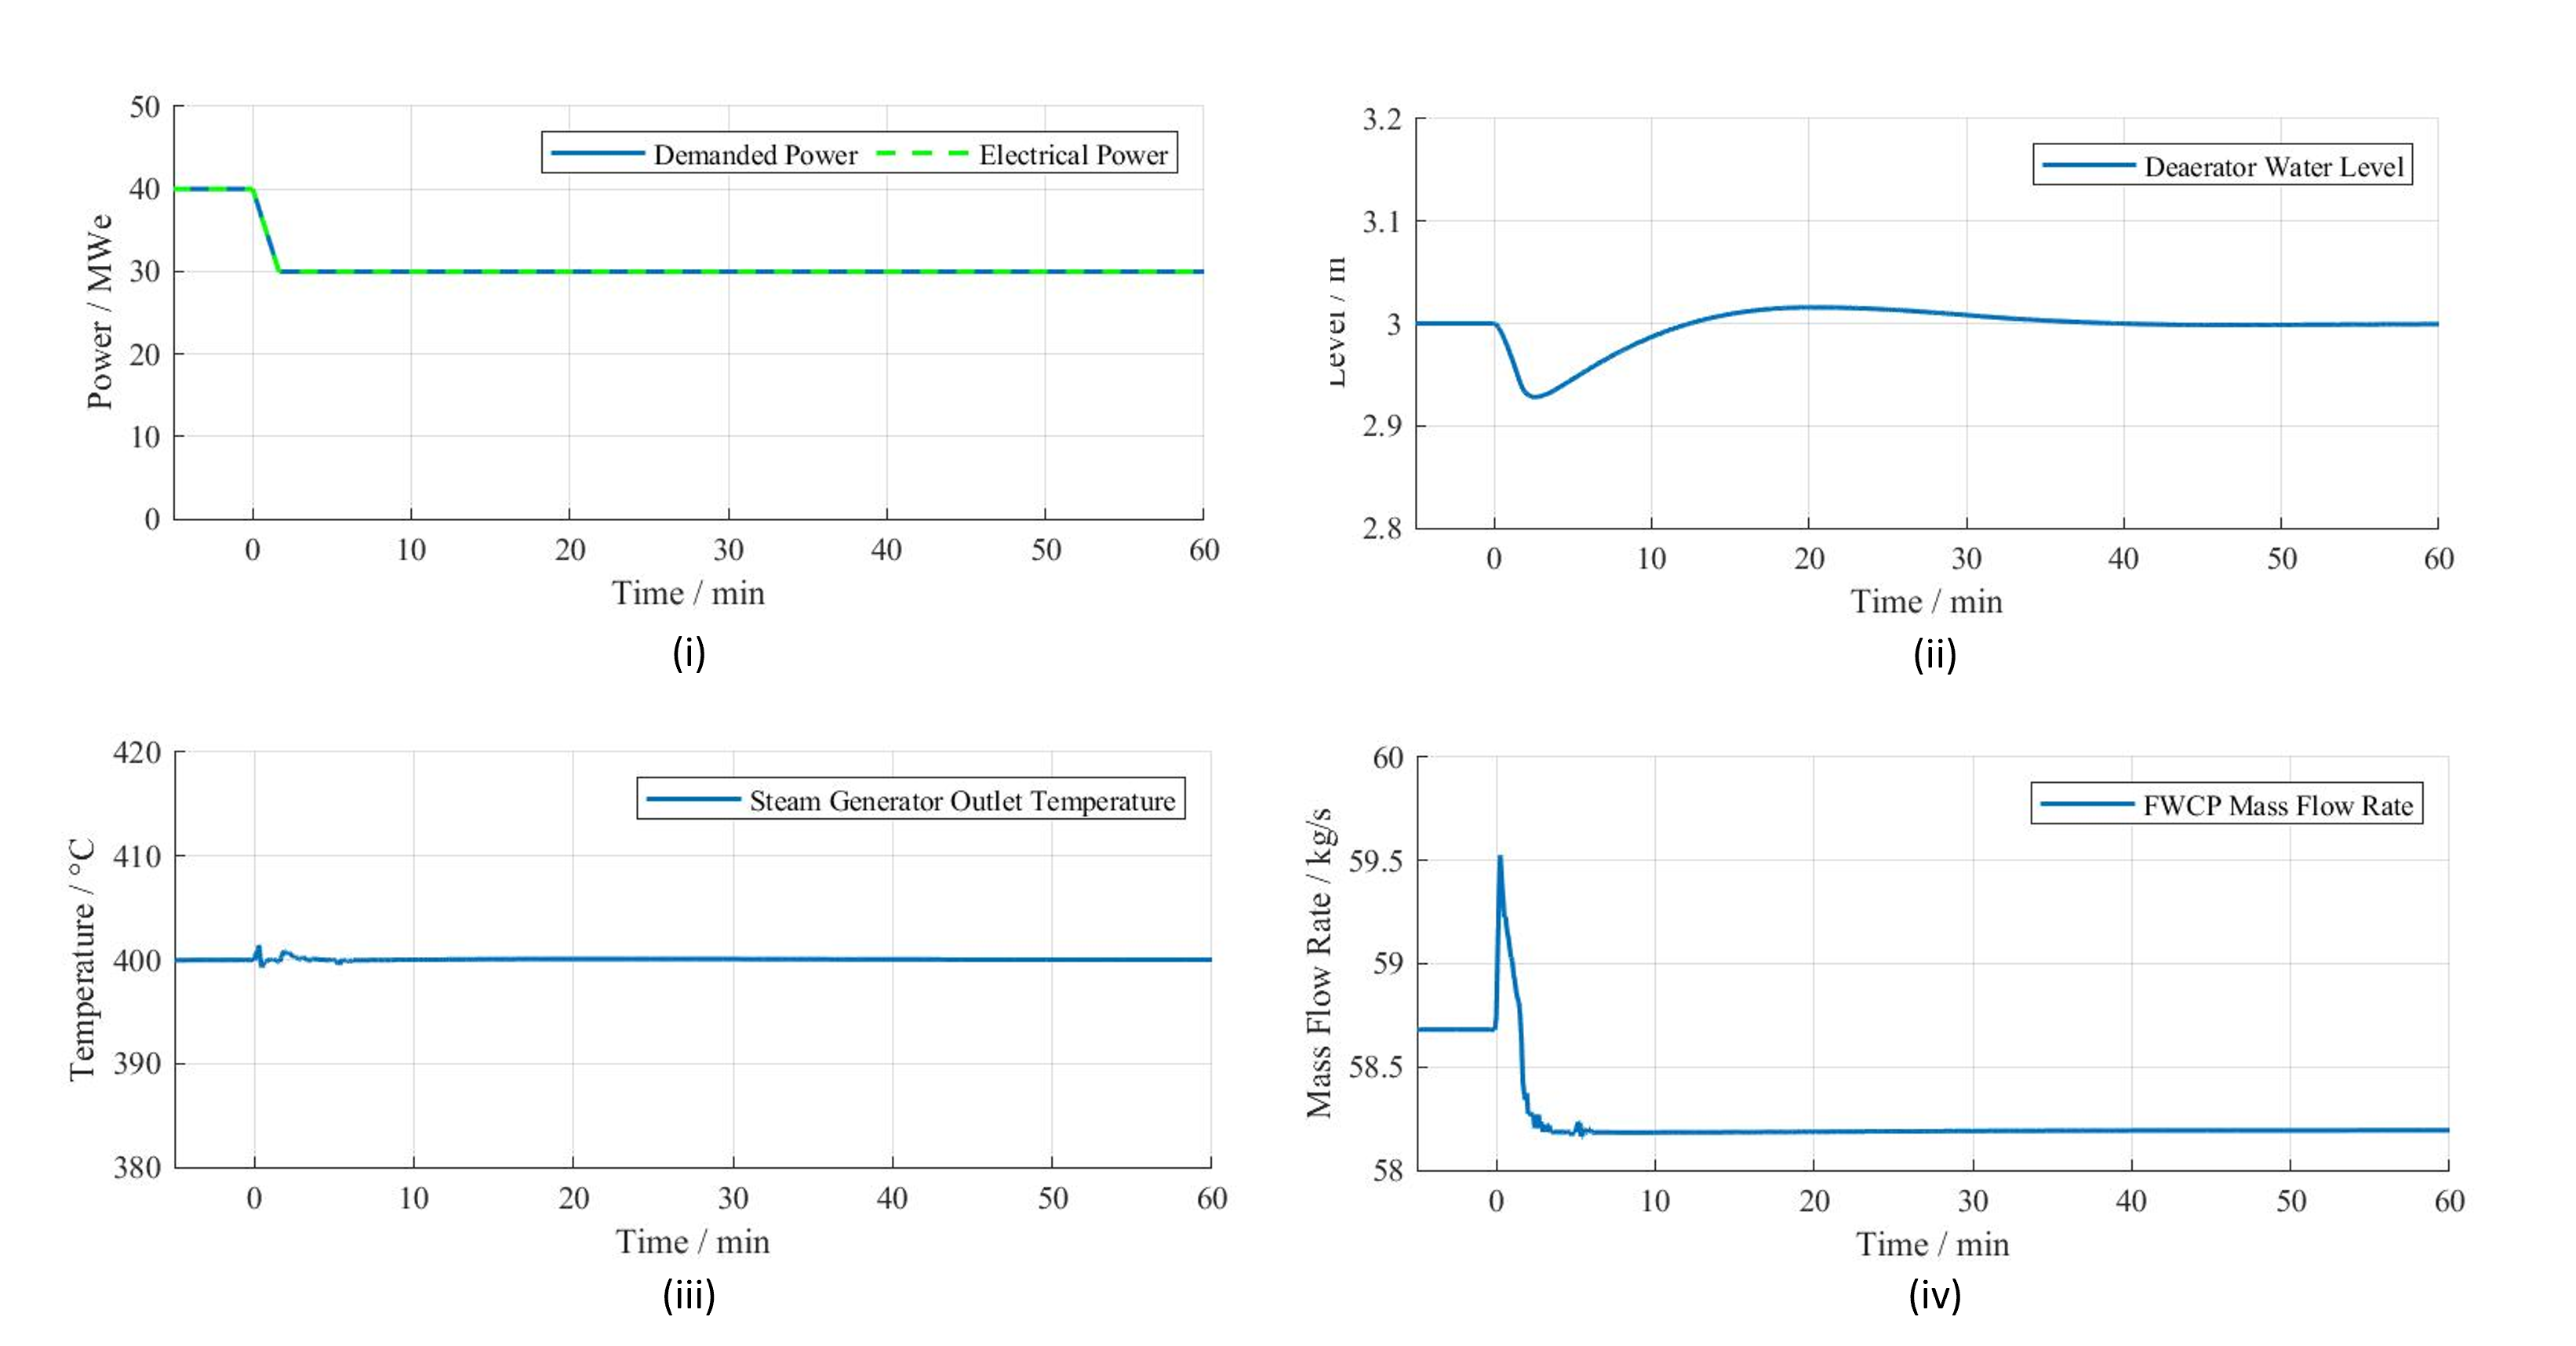 50
40
30
20
10
0
Power / MWe
Demanded Power Electrical Power
0 10 20 30 40 50 60
Time / min
(i)
3.2
3.1
3
2.9
2.8
Level / m
Deaerator Water Level
0 10 20 30 40 50 60
Time / min
(ii)
420
410
400
390
380
Temperature / °C
Steam Generator Outlet Temperature
0 10 20 30 40 50 60
Time / min
(iii)
60
59.5
59
58.5
58
Mass Flow Rate / kg/s
FWCP Mass Flow Rate
0 10 20 30 40 50 60
Time / min
(iv)